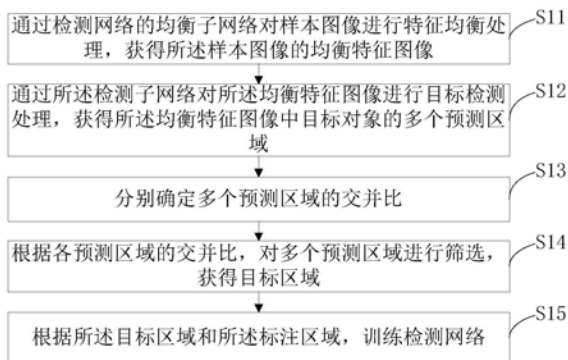 通过检测网络的均衡子网络对样本图像进行特征均衡处
理，获得所述样本图像的均衡特征图像
S11
通过所述检测子网络对所述均衡特征图像进行目标检测
处理，获得所述均衡特征图像中目标对象的多个预测区
域
S12
分别确定多个预测区域的交并比
S13
根据各预测区域的交并比，对多个预测区域进行筛选，
获得目标区域
S14
根据所述目标区域和所述标注区域，训练检测网络
S15